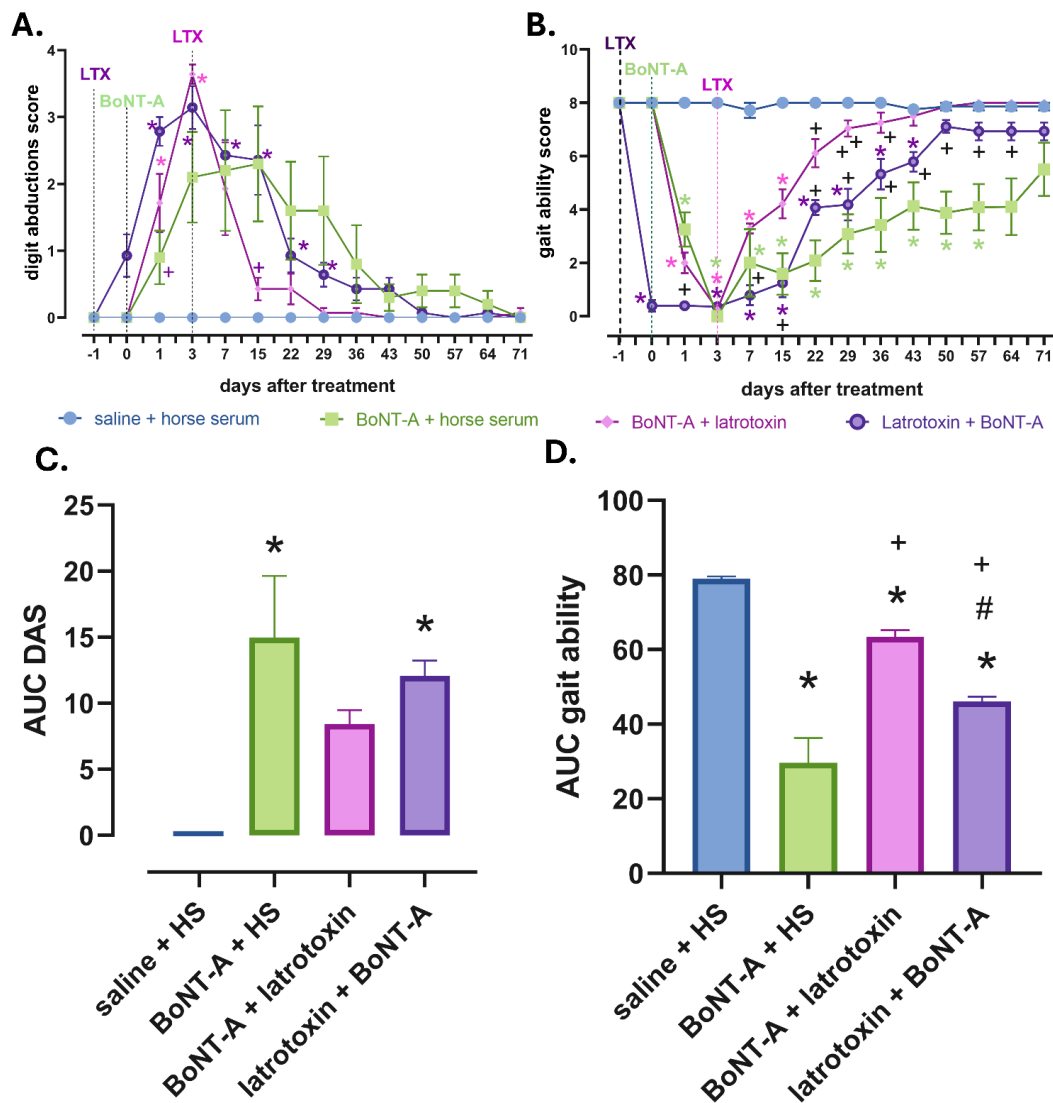 A.
LTX
LTX
BoNT-A
digit abductions score
4
3
2
1
0
-1 0 1 3 7 15 22 29 36 43 50 57 64 71
days after treatment
B.
LTX
BoNT-A
LTX
gait ability score
10
8
6
4
2
0
-1 0 1 3 7 15 22 29 36 43 50 57 64 71
days after treatment
saline + horse serum
BoNT-A + horse serum
BoNT-A + latrotoxin
Latrotoxin + BoNT-A
C.
AUC DAS
25
20
15
10
5
0
* *
saline + HS
BoNT-A + HS
BoNT-A + latrotoxin
latrotoxin + BoNT-A
D.
AUC gait ability
100
80
60
40
20
0
*
+
*
+
#
*
saline + HS
BoNT-A + HS
BoNT-A + latrotoxin
latrotoxin + BoNT-A